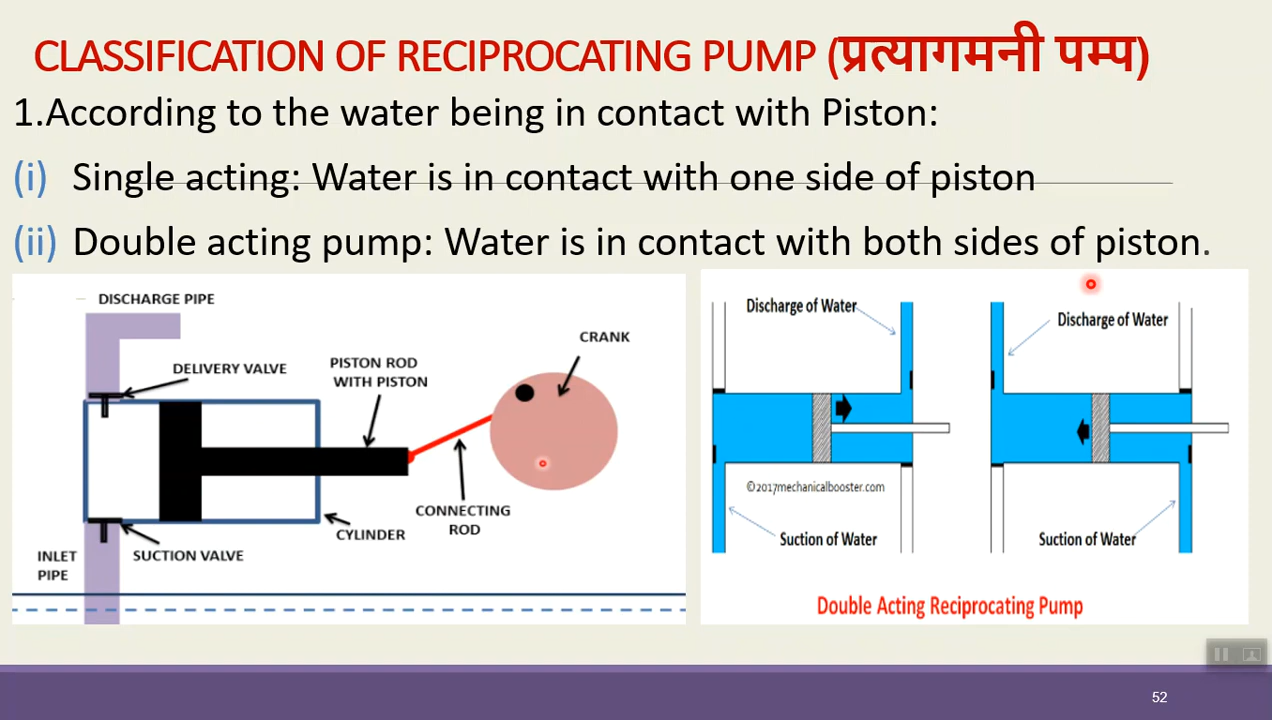 CLASSIFICATION OF RECIPROCATING PUMP (प्रत्यागमनी पम्प)
1.According to the water being in contact with Piston:
(i) Single acting: Water is in contact with one side of piston
(ii) Double acting pump: Water is in contact with both sides of piston.
DISCHARGE PIPE
DELIVERY VALVE
PISTON ROD
WITH PISTON
CRANK
CONNECTING
ROD
CYLINDER
SUCTION VALVE
INLET
PIPE
Discharge of Water
Discharge of Water
©2017mechanicalbooster.com
Suction of Water
Suction of Water
Double Acting Reciprocating Pump
52